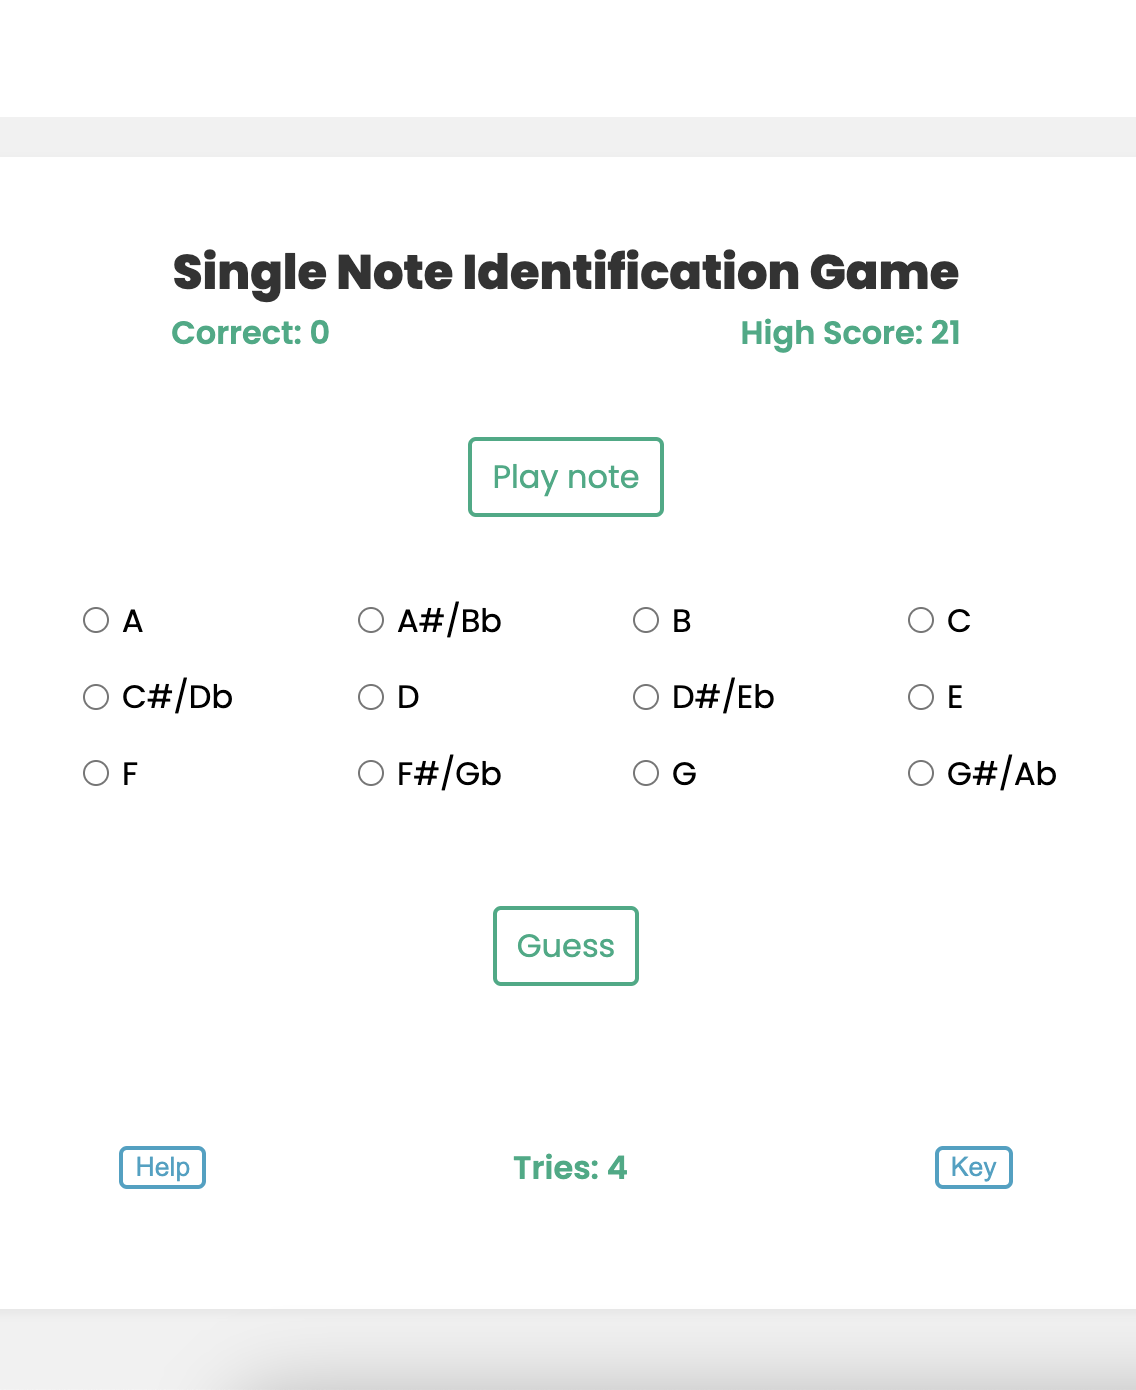 Single Note Identification Game
Correct: 0 High Score: 21
Play note
A A#/Bb B C
C#/Db D D#/Eb E
F F#/Gb G G#/Ab
Guess
Help Tries: 4 Key